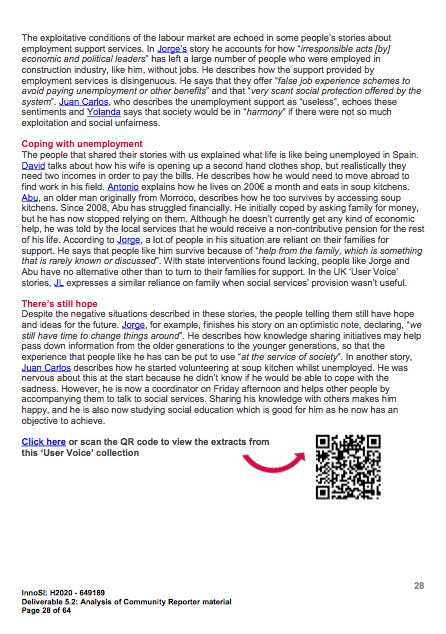 The exploitative conditions of the labour market are echoed in some people's stories about
employment support services. In Jorge's story he accounts for how "irresponsible acts [by]
economic and political leaders" has left a large number of people who were employed in
construction industry, like him, without jobs. He describes how the support provided by
employment services is disingenuous. He says that they offer "false job experience schemes to
avoid paying unemployment or other benefits" and that "very scant social protection offered by the
system". Juan Carlos, who describes the unemployment support as "useless", echoes these
sentiments and Yolanda says that society would be in "harmony" if there were not so much
exploitation and social unfairness.
Coping with unemployment
The people that shared their stories with us explained what life is like being unemployed in Spain.
David talks about how his wife is opening up a second hand clothes shop, but realistically they
need two incomes in order to pay the bills. He describes how he would need to move abroad to
find work in his field. Antonio explains how he lives on 200€ a month and eats in soup kitchens.
Abu, an older man originally from Morroco, describes how he too survives by accessing soup
kitchens. Since 2008, Abu has struggled financially. He initially coped by asking family for money,
but he has now stopped relying on them. Although he doesn't currently get any kind of economic
help, he was told by the local services that he would receive a non-contributive pension for the rest
of his life. According to Jorge, a lot of people in his situation are reliant on their families for
support. He says that people like him survive because of "help from the family, which is something
that is rarely known or discussed". With state interventions found lacking, people like Jorge and
Abu have no alternative other than to turn to their families for support. In the UK 'User Voice'
stories, JL expresses a similar reliance on family when social services' provision wasn't useful.
There's still hope
Despite the negative situations described in these stories, the people telling them still have hope
and ideas for the future. Jorge, for example, finishes his story on an optimistic note, declaring, "we
still have time to change things around". He describes how knowledge sharing initiatives may help
pass down information from the older generations to the younger generations, so that the
experience that people like he has can be put to use "at the service of society". In another story,
Juan Carlos describes how he started volunteering at soup kitchen whilst unemployed. He was
nervous about this at the start because he didn't know if he would be able to cope with the
sadness. However, he is now a coordinator on Friday afternoon and helps other people by
accompanying them to talk to social services. Sharing his knowledge with others makes him
happy, and he is also now studying social education which is good for him as he now has an
objective to achieve.
Click here or scan the QR code to view the extracts from
this 'User Voice' collection
28
InnoSI: H2020 - 649189
Deliverable 5.2: Analysis of Community Reporter material
Page 28 of 64